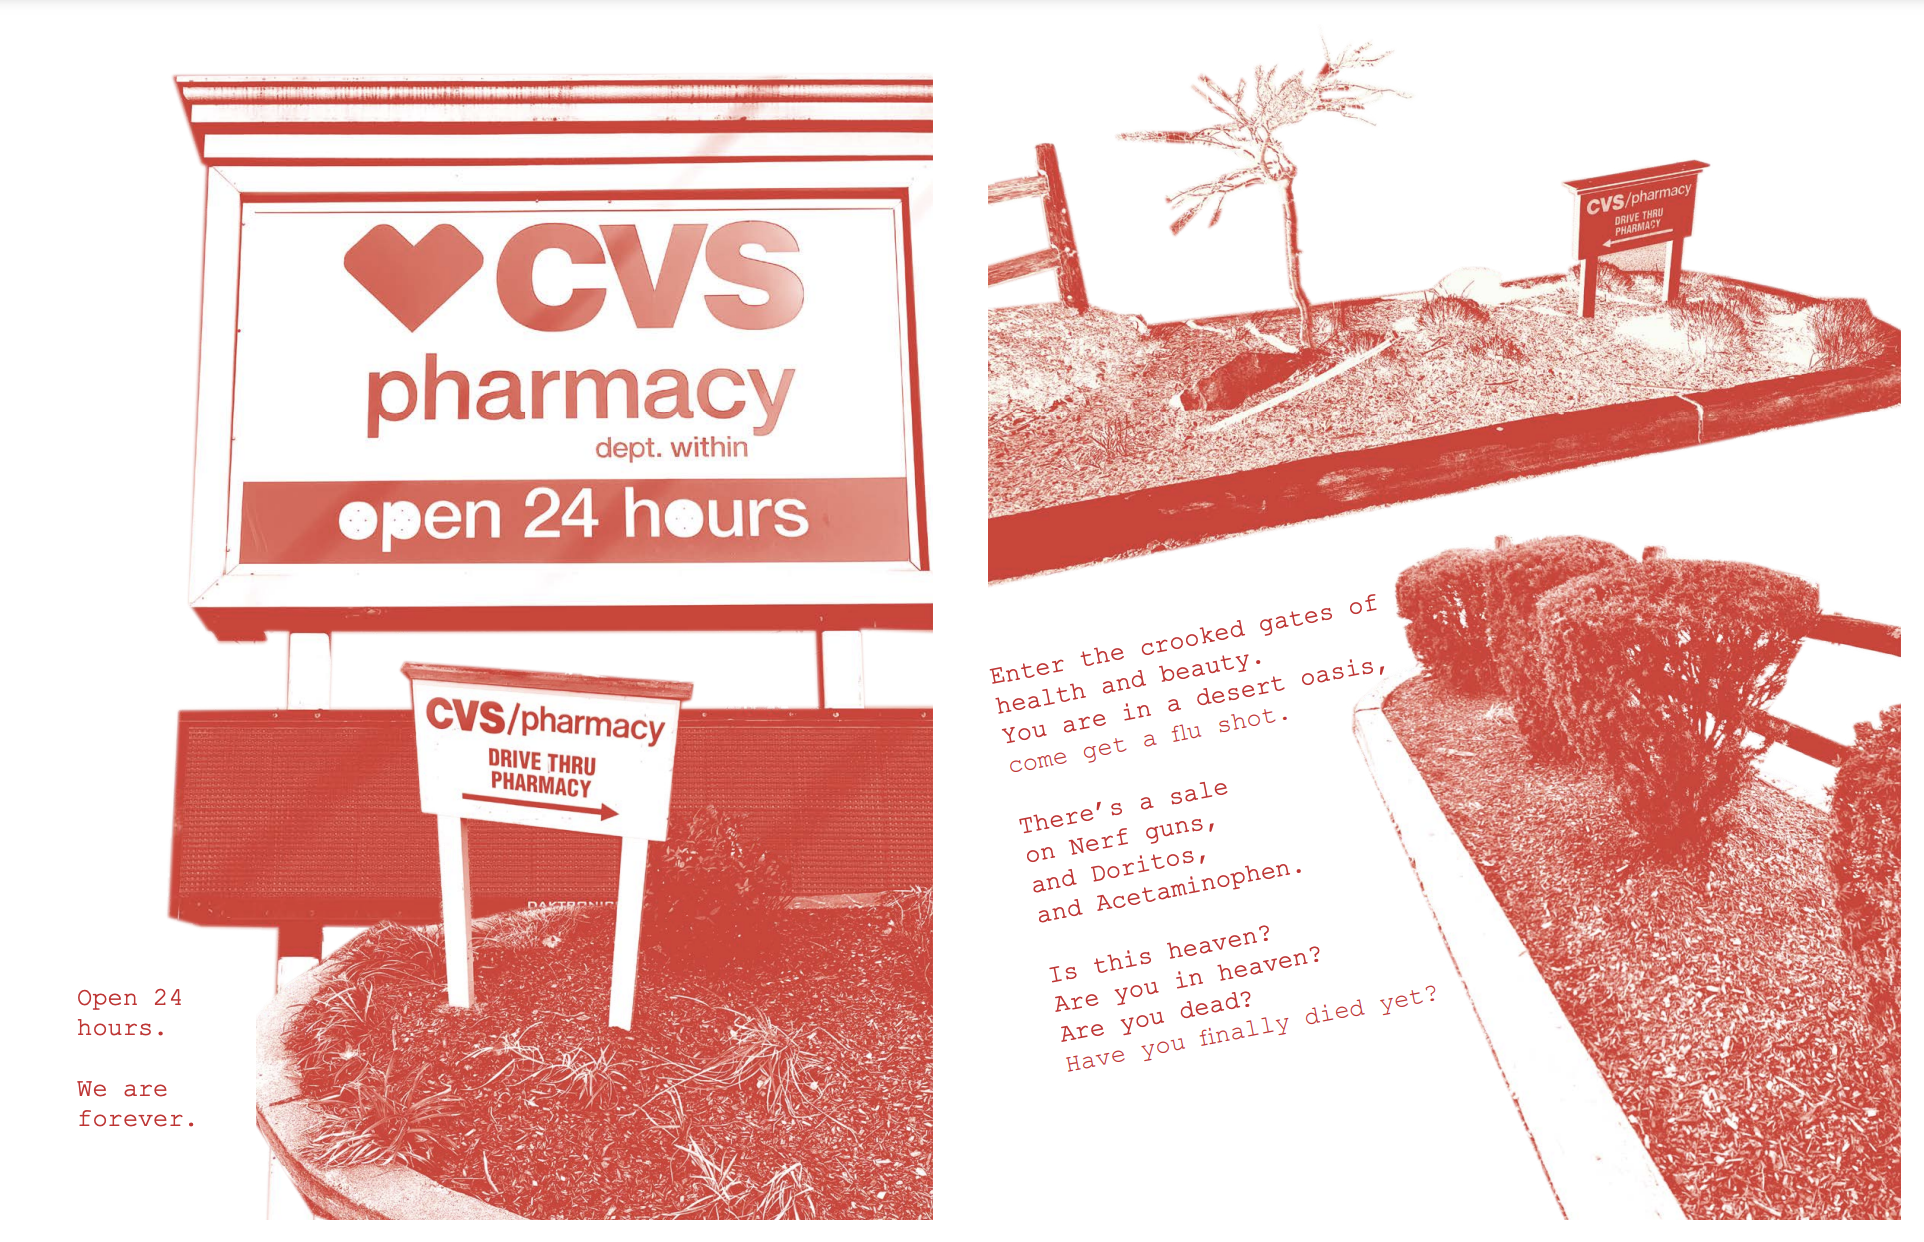 CVS
pharmacy
dept. within
open 24 hours
CVS/pharmacy
DRIVE THRU
PHARMACY
DAKTRONIC
Open 24
hours.
We are
forever.
CVS/pharmacy
DRIVE THRU
PHARMACY
Enter the crooked gates of
health and beauty.
You are in a desert oasis,
come get a flu shot.
There’s a sale
on Nerf guns,
and Doritos,
and Acetaminophen.
Is this heaven?
Are you in heaven?
Are you dead?
Have you finally died yet?